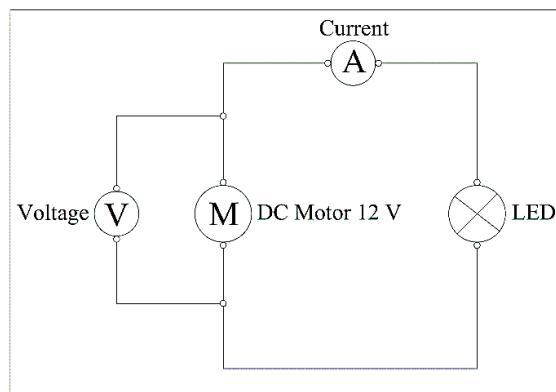 Current
A
Voltage
V
M
DC Motor 12 V
LED